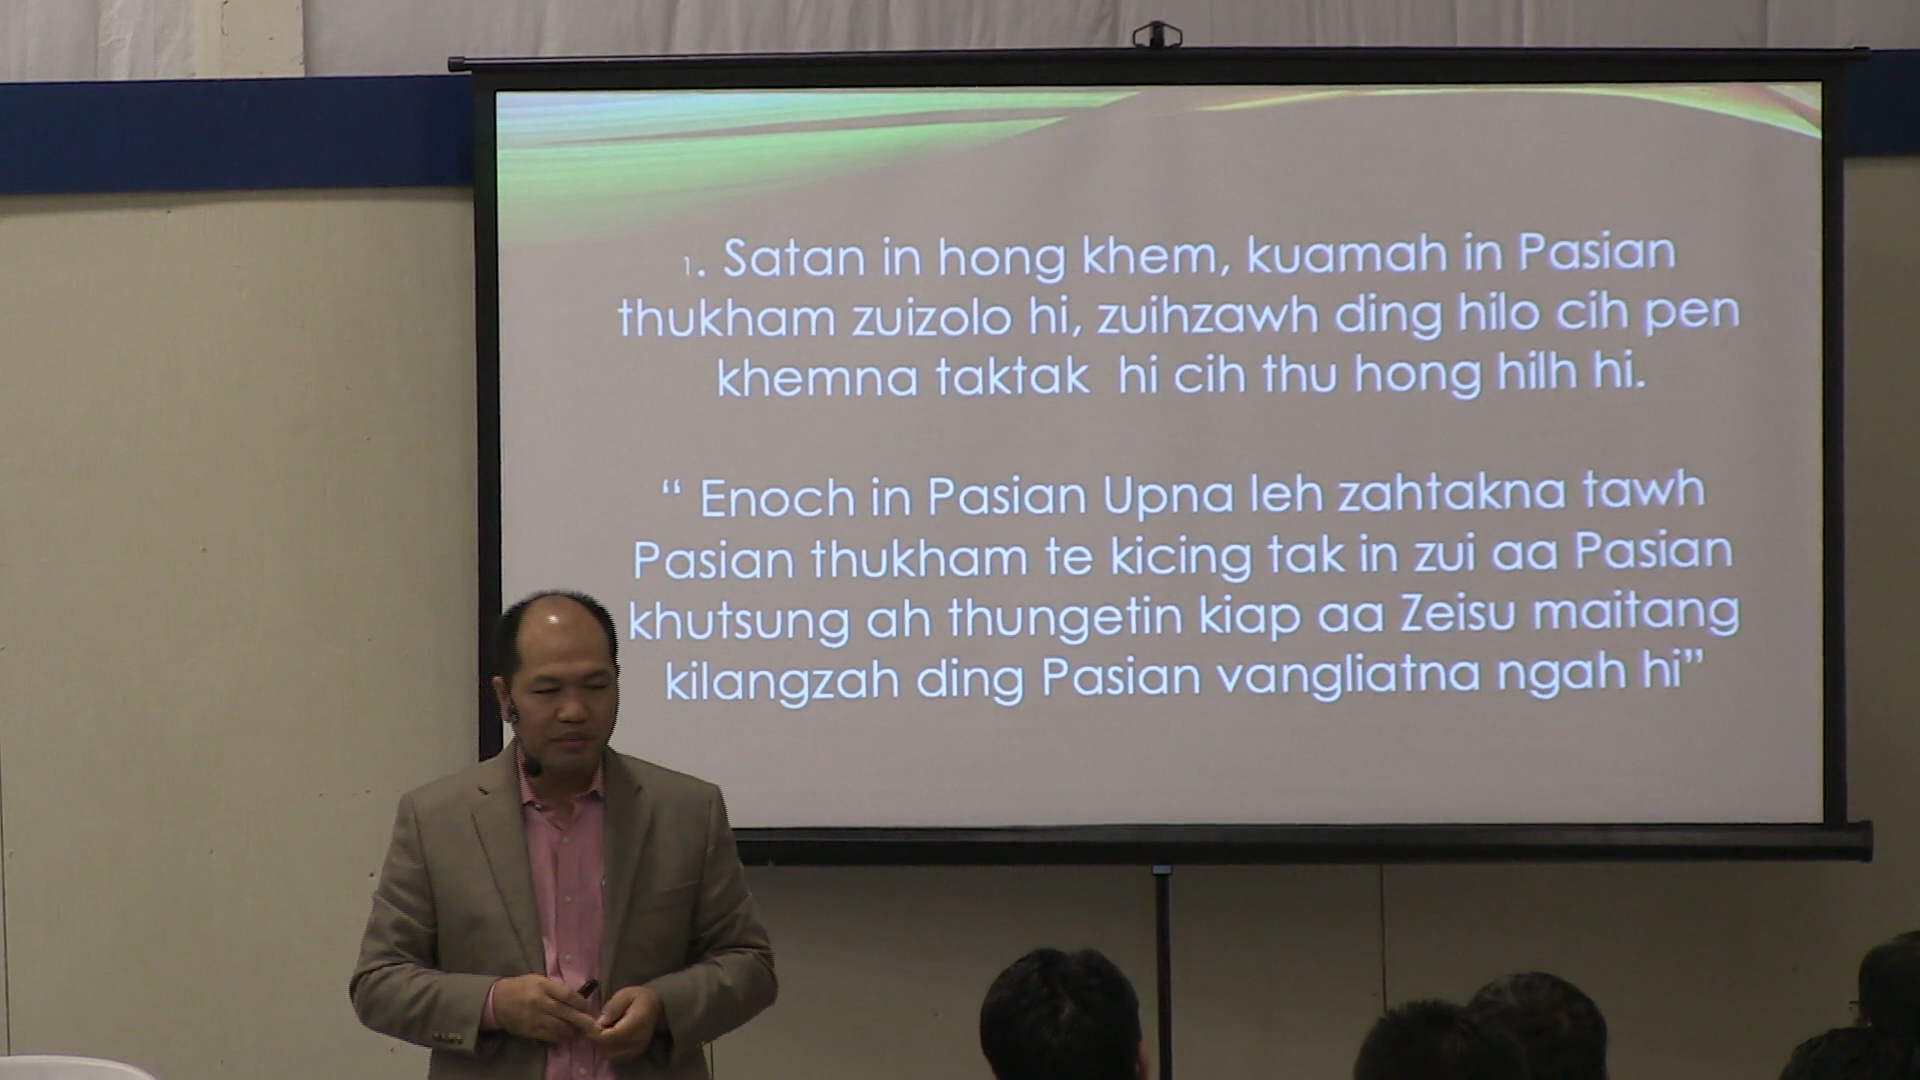 1. Satan in hong khem, kuamah in Pasian
thukham zuizolo hi, zuihzawh ding hilo cih pen
khemna taktak hi cih thu hong hilh hi.
“ Enoch in Pasian Upna leh zahtakna tawh
Pasian thukham te kicing tak in zui aa Pasian
khutsung ah thungetin kiap aa Zeisu maitang
kilangzah ding Pasian vangliatna ngah hi”